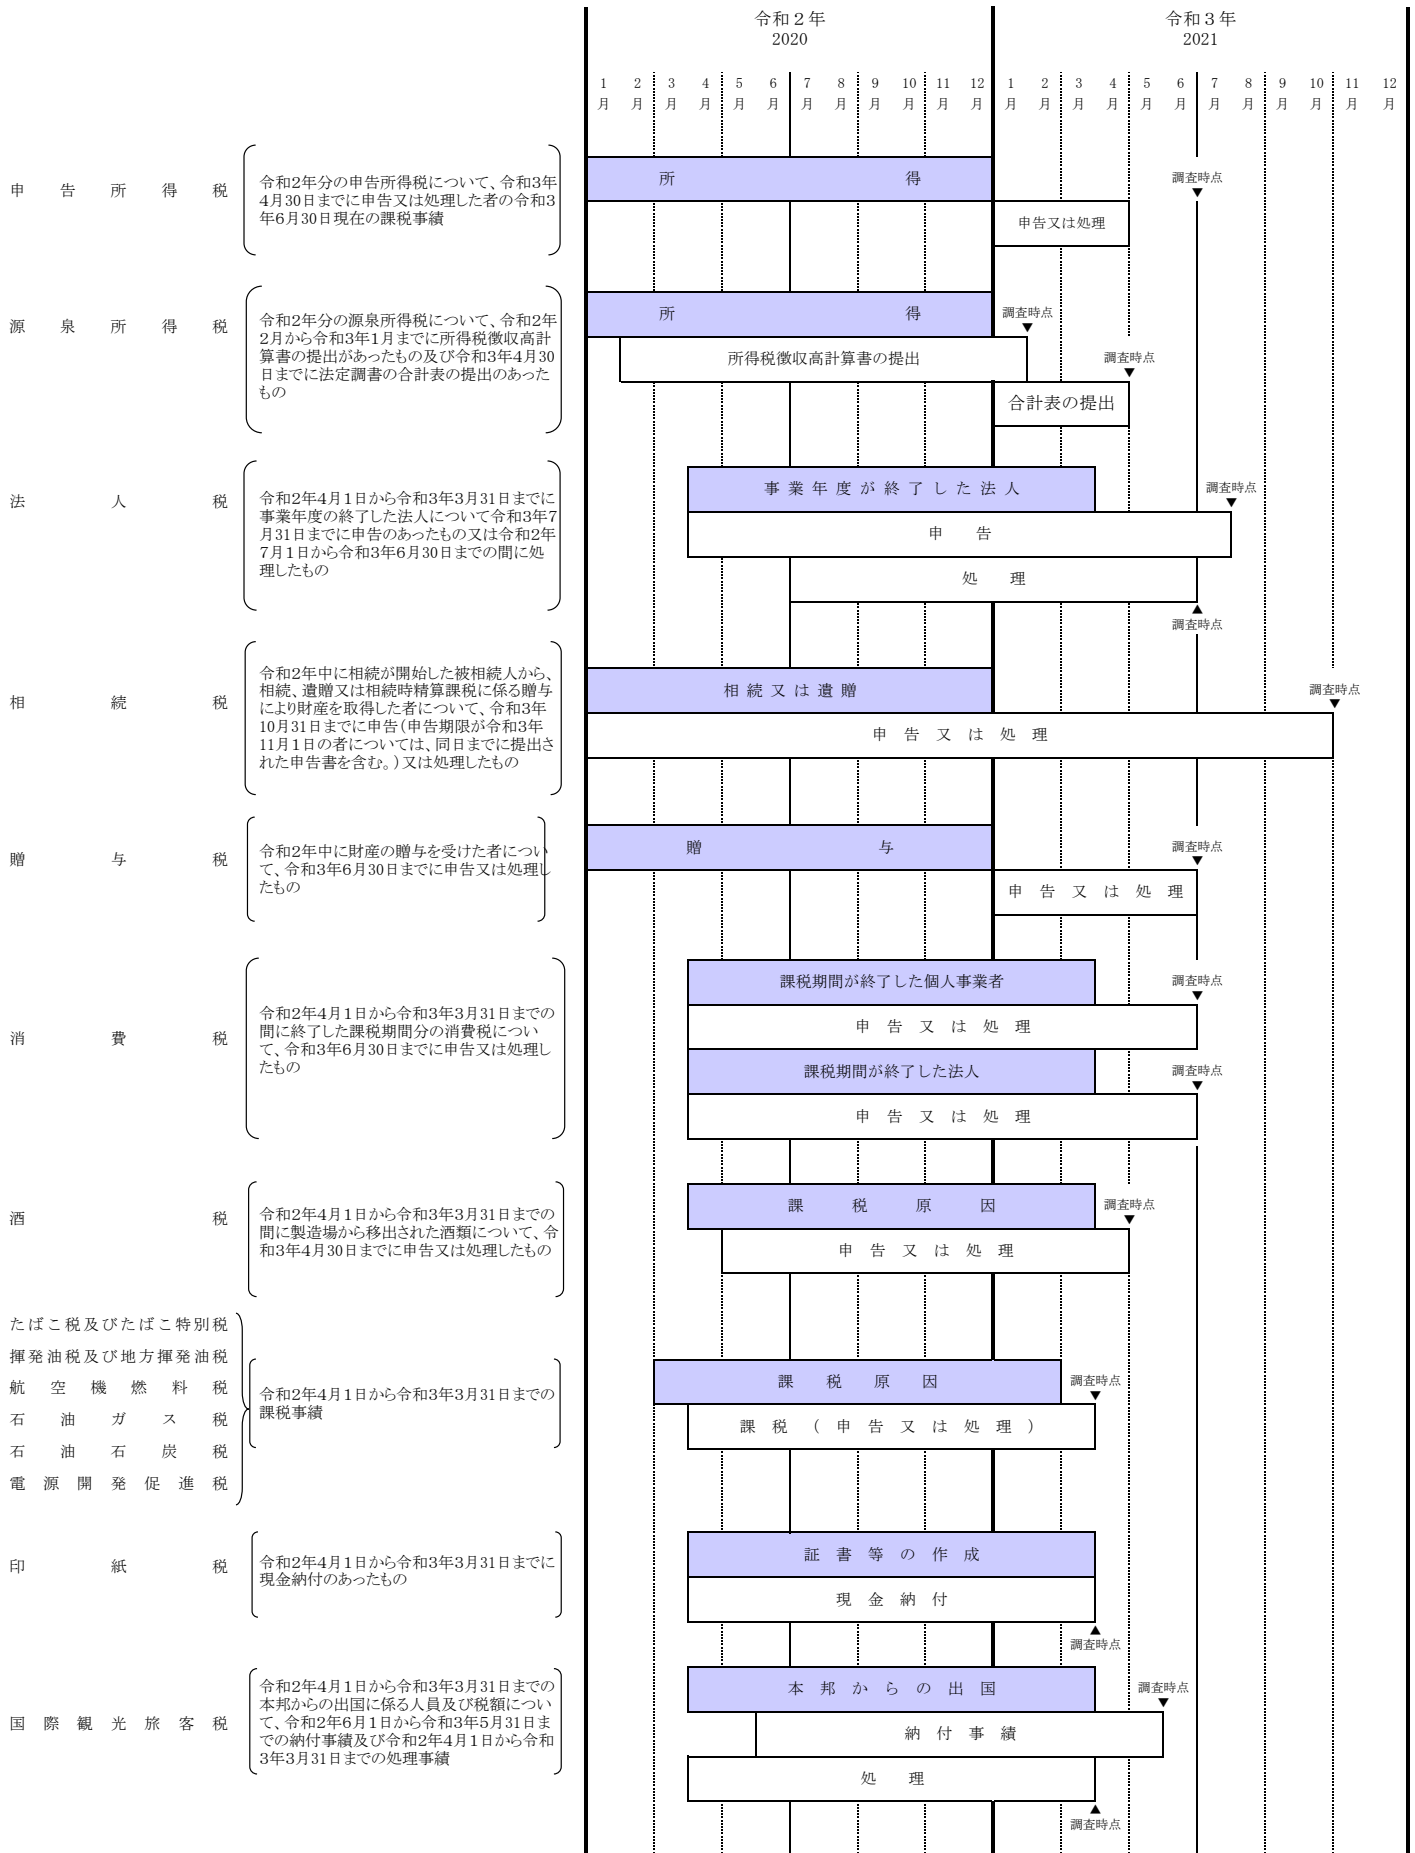 令和２年
2020
令和３年
2021
1 2 3 4 5 6 7 8 9 10 11 12 1 2 3 4 5 6 7 8 9 10 11 12
月 月 月 月 月 月 月 月 月 月 月 月 月 月 月 月 月 月 月 月 月 月 月 月
申告所得税
令和2年分の申告所得税について、令和3年
4月30日までに申告又は処理した者の令和3
年6月30日現在の課税事績
所得
調査時点
▼
申告又は処理
源泉所得税
令和2年分の源泉所得税について、令和2年
2月から令和3年1月までに所得税徴収高計
算書の提出があったもの及び令和3年4月30
日までに法定調書の合計表の提出のあった
もの
所得
調査時点
▼
所得税徴収高計算書の提出
調査時点
▼
合計表の提出
法人税
令和2年4月1日から令和3年3月31日までに
事業年度の終了した法人について令和3年7
月31日までに申告のあったもの又は令和2年
7月1日から令和3年6月30日までの間に処
理したもの
事業年度が終了した法人
調査時点
▼
申告
処理
▲
調査時点
相続税
令和2年中に相続が開始した被相続人から、
相続、遺贈又は相続時精算課税に係る贈与
により財産を取得した者について、令和3年
10月31日までに申告（申告期限が令和3年
11月1日の者については、同日までに提出さ
れた申告書を含む。）又は処理したもの
相続又は遺贈
調査時点
▼
申告又は処理
贈与税
令和2年中に財産の贈与を受けた者につい
て、令和3年6月30日までに申告又は処理し
たもの
贈与
調査時点
▼
申告又は処理
消費税
令和2年4月1日から令和3年3月31日までの
間に終了した課税期間分の消費税につい
て、令和3年6月30日までに申告又は処理し
たもの
課税期間が終了した個人事業者
調査時点
▼
申告又は処理
課税期間が終了した法人
調査時点
▼
申告又は処理
酒税
令和2年4月1日から令和3年3月31日までの
間に製造場から移出された酒類について、令
和3年4月30日までに申告又は処理したもの
課税原因
調査時点
▼
申告又は処理
たばこ税及びたばこ特別税
揮発油税及び地方揮発油税
航空機燃料税
石油ガス税
石油石炭税
電源開発促進税
令和2年4月1日から令和3年3月31日までの
課税事績
課税原因
調査時点
▼
課税（申告又は処理）
印紙税
令和2年4月1日から令和3年3月31日までに
現金納付のあったもの
証書等の作成
現金納付
▲
調査時点
国際観光旅客税
令和2年4月1日から令和3年3月31日までの
本邦からの出国に係る人員及び税額につい
て、令和2年6月1日から令和3年5月31日ま
での納付事績及び令和2年4月1日から令和
3年3月31日までの処理事績
本邦からの出国
調査時点
▼
納付事績
処理
▲
調査時点